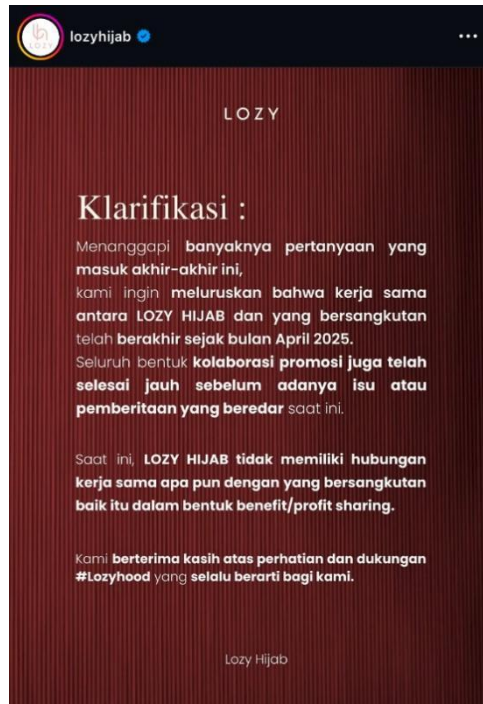 lozyhijab
LOZY
LOZY
Klarifikasi :
Menanggapi banyaknya pertanyaan yang
masuk akhir-akhir ini,
kami ingin meluruskan bahwa kerja sama
antara LOZY HIJAB dan yang bersangkutan
telah berakhir sejak bulan April 2025.
Seluruh bentuk kolaborasi promosi juga telah
selesai jauh sebelum adanya isu atau
pemberitaan yang beredar saat ini.
Saat ini, LOZY HIJAB tidak memiliki hubungan
kerja sama apa pun dengan yang bersangkutan
baik itu dalam bentuk benefit/profit sharing.
Kami berterima kasih atas perhatian dan dukungan
#Lozyhood yang selalu berarti bagi kami.
Lozy Hijab